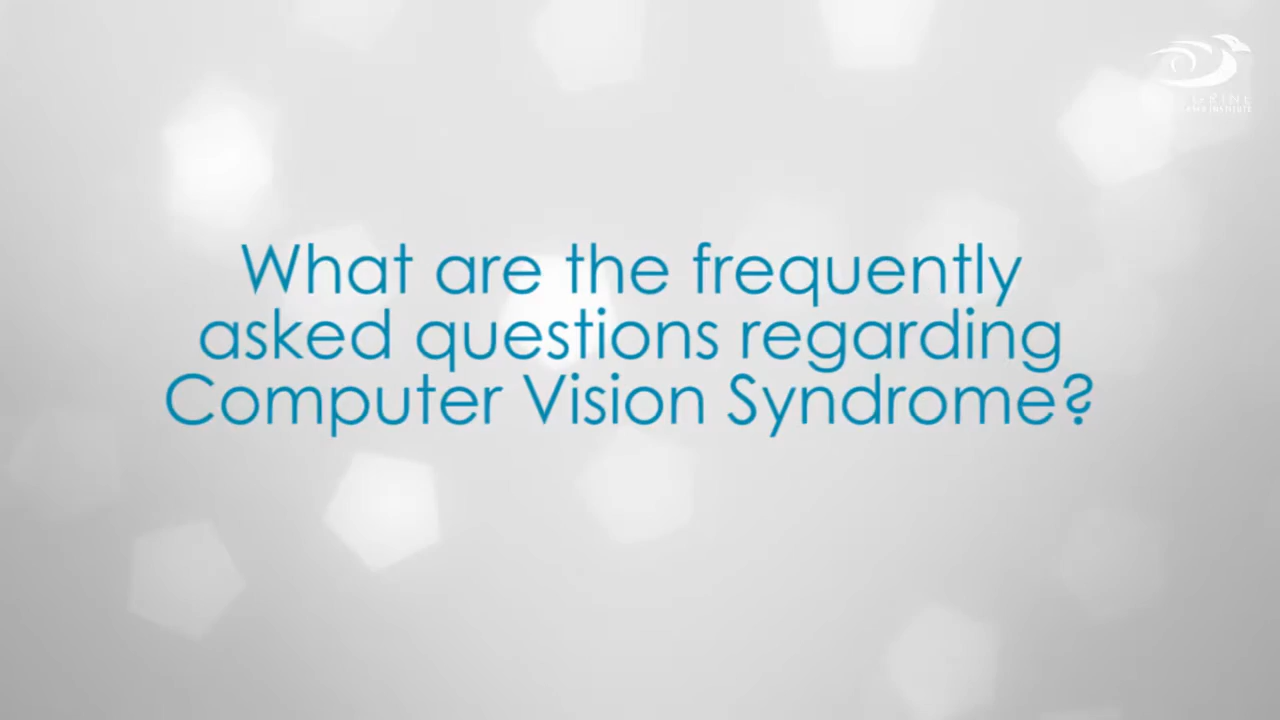 What are the frequently
asked questions regarding
Computer Vision Syndrome?